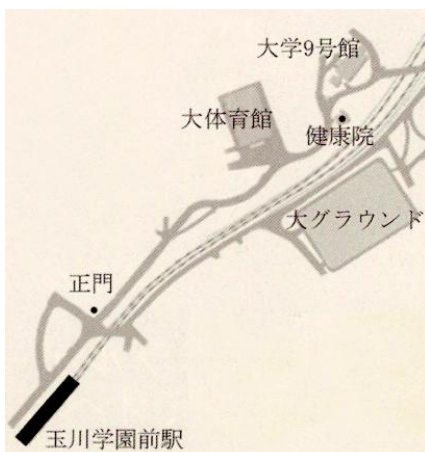 大学9号館
大体育館
健康院
大グラウンド
正門
玉川学園前駅